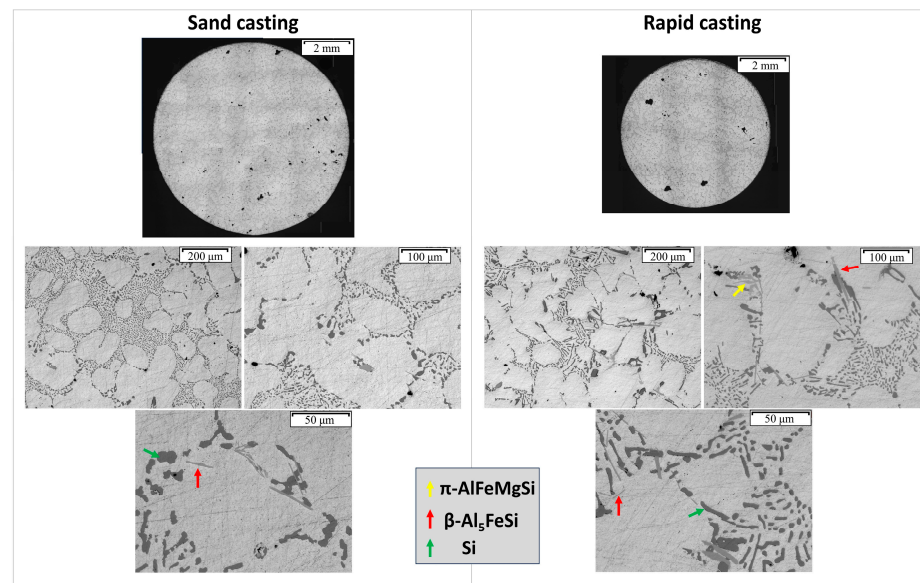 Sand casting
Rapid casting
2 mm
2 mm
200 µm
100 µm
200 µm
100 µm
50 µm
50 µm
π-AlFeMgSi
β-Al₅FeSi
Si